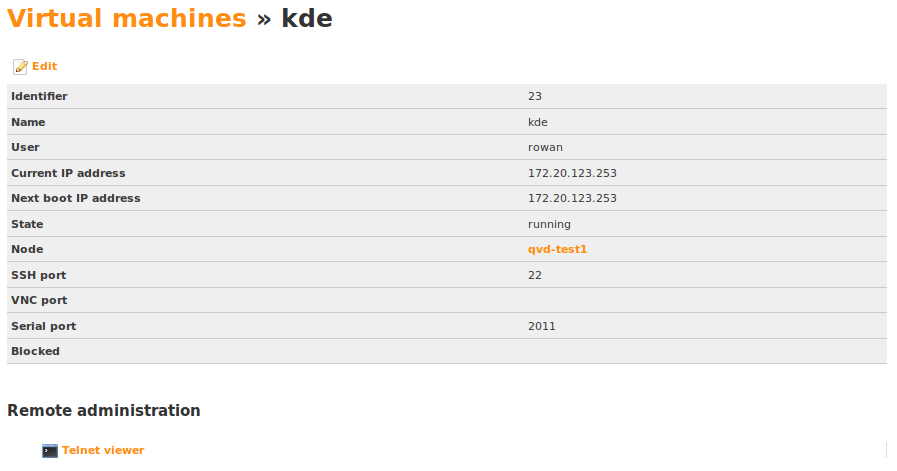 Virtual machines » kde
Edit
Identifier 23
Name kde
User rowan
Current IP address 172.20.123.253
Next boot IP address 172.20.123.253
State running
Node qvd-test1
SSH port 22
VNC port
Serial port 2011
Blocked
Remote administration
Telnet viewer